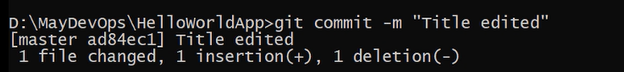 D:\MayDevOps\HelloWorldApp>git commit -m "Title edited"
[master ad84ec1] Title edited
 1 file changed, 1 insertion(+), 1 deletion(-)